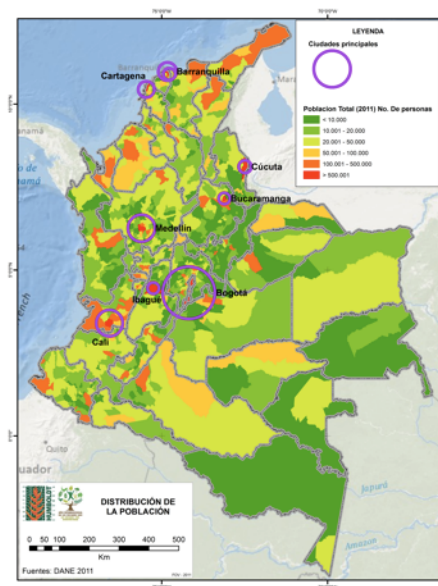 LEYENDA
Ciudades principales
Poblacion Total (2011) No. De personas
< 10.000
10.001 - 20.000
20.001 - 50.000
50.001 - 100.000
100.001 - 500.000
> 500.001
Barranquilla
Cartagena
Cúcuta
Bucaramanga
Medellín
Ibagué
Bogotá
Cali
Quito
Japurá
Amazon
HUMBOLDT
DISTRIBUCIÓN DE
LA POBLACIÓN
0 50 100 200 300 400 500
Km
Fuentes: DANE 2011